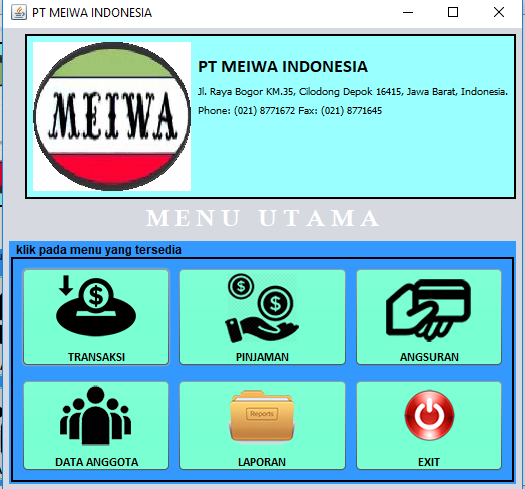 PT MEIWA INDONESIA
MEIWA
PT MEIWA INDONESIA
Jl. Raya Bogor KM.35, Cilodong Depok 16415, Jawa Barat, Indonesia.
Phone: (021) 8771672 Fax: (021) 8771645
MENU UTAMA
klik pada menu yang tersedia
TRANSAKSI
PINJAMAN
ANGSURAN
Reports
DATA ANGGOTA
LAPORAN
EXIT